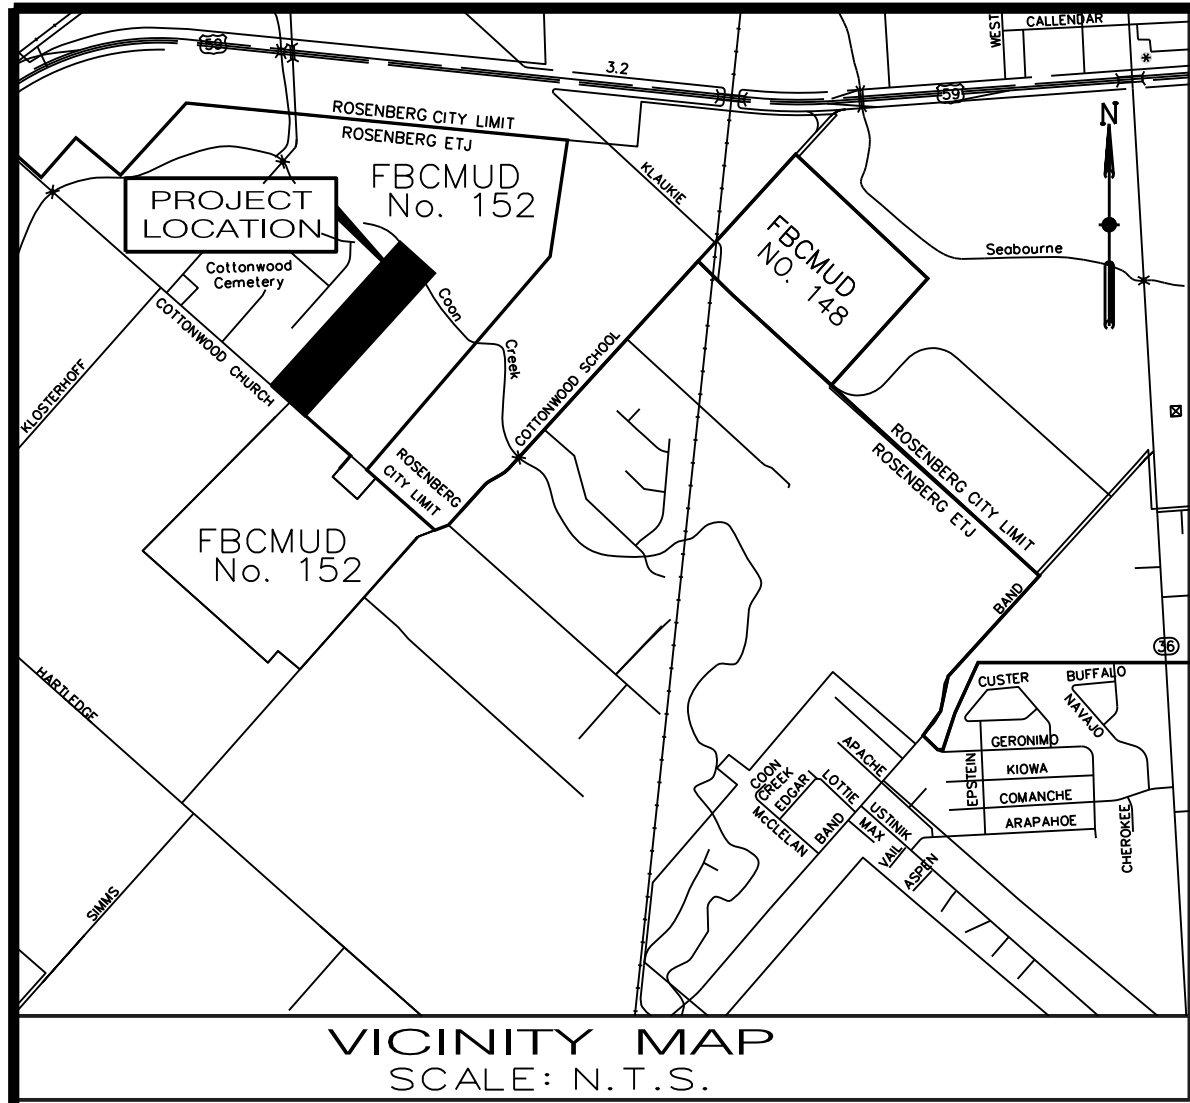 WEST
CALLENDAR
59
3.2
59
ROSENBERG CITY LIMIT
ROSENBERG ETJ
N
KLAUKIE
FBCMUD
No. 152
PROJECT
LOCATION
FBCMUD
NO. 148
Seabourne
Cottonwood
Cemetery
Coon
Creek
COTTONWOOD CHURCH
COTTONWOOD SCHOOL
KLOSTERHOFF
ROSENBERG
CITY LIMIT
ROSENBERG CITY LIMIT
ROSENBERG ETJ
FBCMUD
No. 152
BAND
36
HARTLEDGE
CUSTER
BUFFALO
NAVAJO
GERONIMO
APACHE
EPSTEIN
KIOWA
COON
CREEK
EDGAR
LOTTIE
COMANCHE
McCLELAN
BAND
USTINIK
MAX
ARAPAHOE
CHEROKEE
VAIL
ASPEN
SIMMS
VICINITY MAP
SCALE: N.T.S.